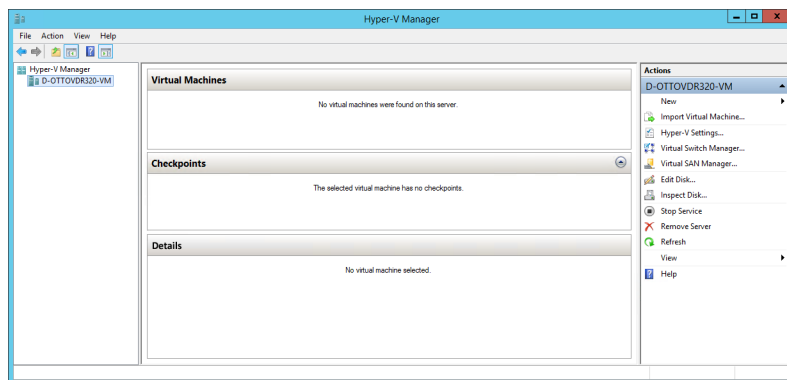 Hyper-V Manager
File Action View Help
Hyper-V Manager
D-OTTOVDR320-VM
Virtual Machines
No virtual machines were found on this server.
Checkpoints
The selected virtual machine has no checkpoints.
Details
No virtual machine selected.
Actions
D-OTTOVDR320-VM
New
Import Virtual Machine...
Hyper-V Settings...
Virtual Switch Manager...
Virtual SAN Manager...
Edit Disk...
Inspect Disk...
Stop Service
Remove Server
Refresh
View
Help